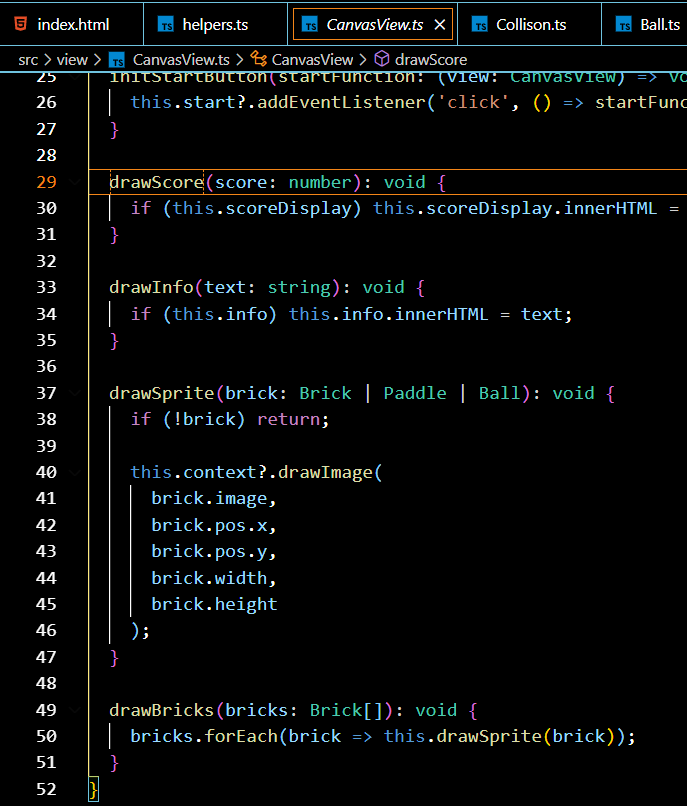 index.html helpers.ts CanvasView.ts Collison.ts Ball.ts
src > view > CanvasView.ts > CanvasView > drawScore
25 initStartButton(startFunction: (view: CanvasView) => vo
26 this.start?.addEventListener('click', () => startFunc
27 }
28
29 drawScore(score: number): void {
30 if (this.scoreDisplay) this.scoreDisplay.innerHTML =
31 }
32
33 drawInfo(text: string): void {
34 if (this.info) this.info.innerHTML = text;
35 }
36
37 drawSprite(brick: Brick | Paddle | Ball): void {
38 if (!brick) return;
39
40 this.context?.drawImage(
41 brick.image,
42 brick.pos.x,
43 brick.pos.y,
44 brick.width,
45 brick.height
46 );
47 }
48
49 drawBricks(bricks: Brick[]): void {
50 bricks.forEach(brick => this.drawSprite(brick));
51 }
52 }